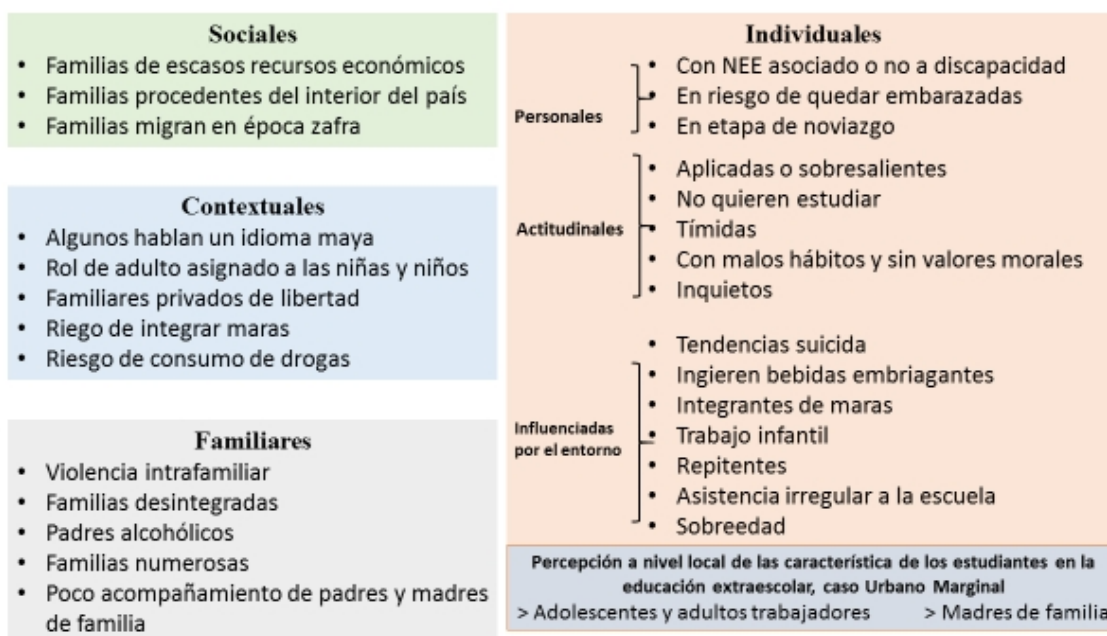 Sociales
• Familias de escasos recursos económicos
• Familias procedentes del interior del país
• Familias migran en época zafra
Contextuales
• Algunos hablan un idioma maya
• Rol de adulto asignado a las niñas y niños
• Familiares privados de libertad
• Riego de integrar maras
• Riesgo de consumo de drogas
Familiares
• Violencia intrafamiliar
• Familias desintegradas
• Padres alcohólicos
• Familias numerosas
• Poco acompañamiento de padres y madres
de familia
Individuales
Personales
• Con NEE asociado o no a discapacidad
• En riesgo de quedar embarazadas
• En etapa de noviazgo
Actitudinales
• Aplicadas o sobresalientes
• No quieren estudiar
• Tímidas
• Con malos hábitos y sin valores morales
• Inquietos
Influenciadas
por el entorno
• Tendencias suicida
• Ingieren bebidas embriagantes
• Integrantes de maras
• Trabajo infantil
• Repitentes
• Asistencia irregular a la escuela
• Sobreedad
Percepción a nivel local de las característica de los estudiantes en la
educación extraescolar, caso Urbano Marginal
> Adolescentes y adultos trabajadores > Madres de familia